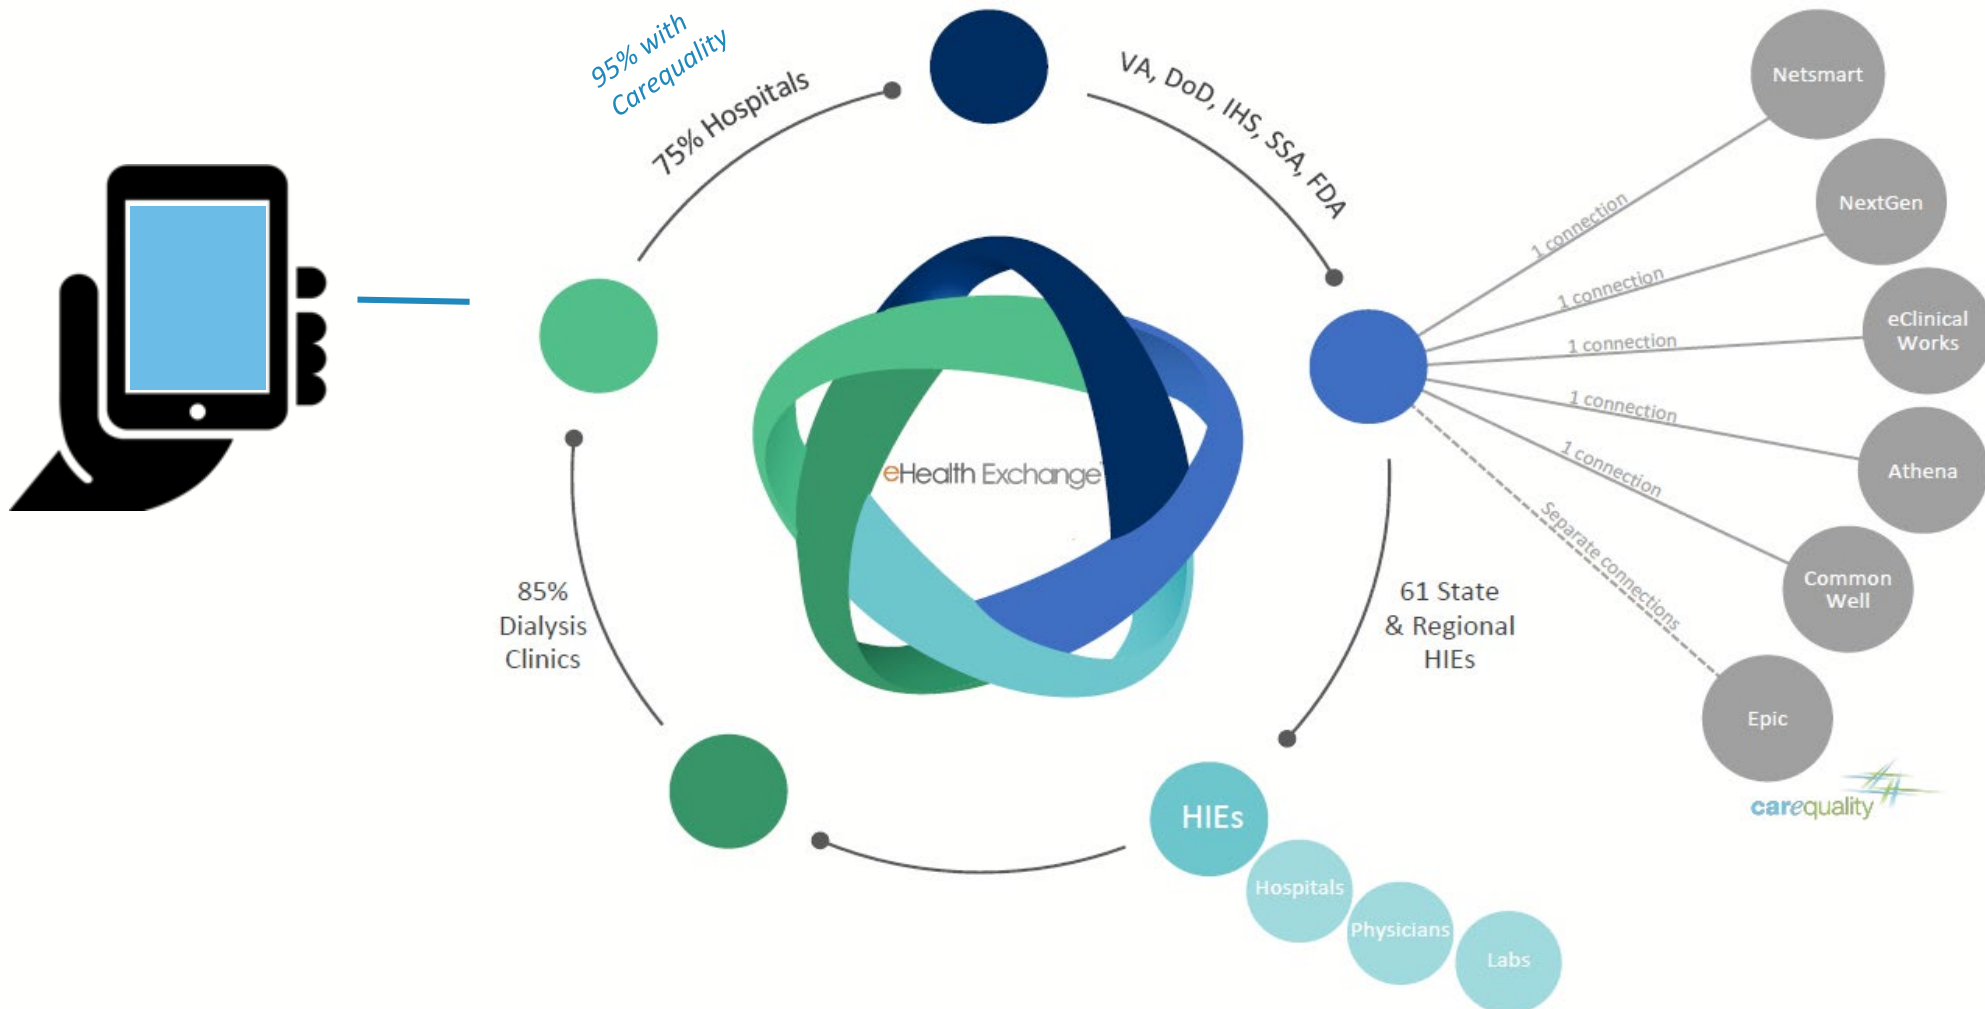 95% with
Carequality
75% Hospitals
VA, DoD, IHS, SSA, FDA
Netsmart
NextGen
eClinical
Works
Athena
Common
Well
Epic
1 connection
1 connection
1 connection
1 connection
1 connection
Separate connections
carequality
eHealth Exchange
85%
Dialysis
Clinics
61 State
& Regional
HIEs
HIEs
Hospitals
Physicians
Labs